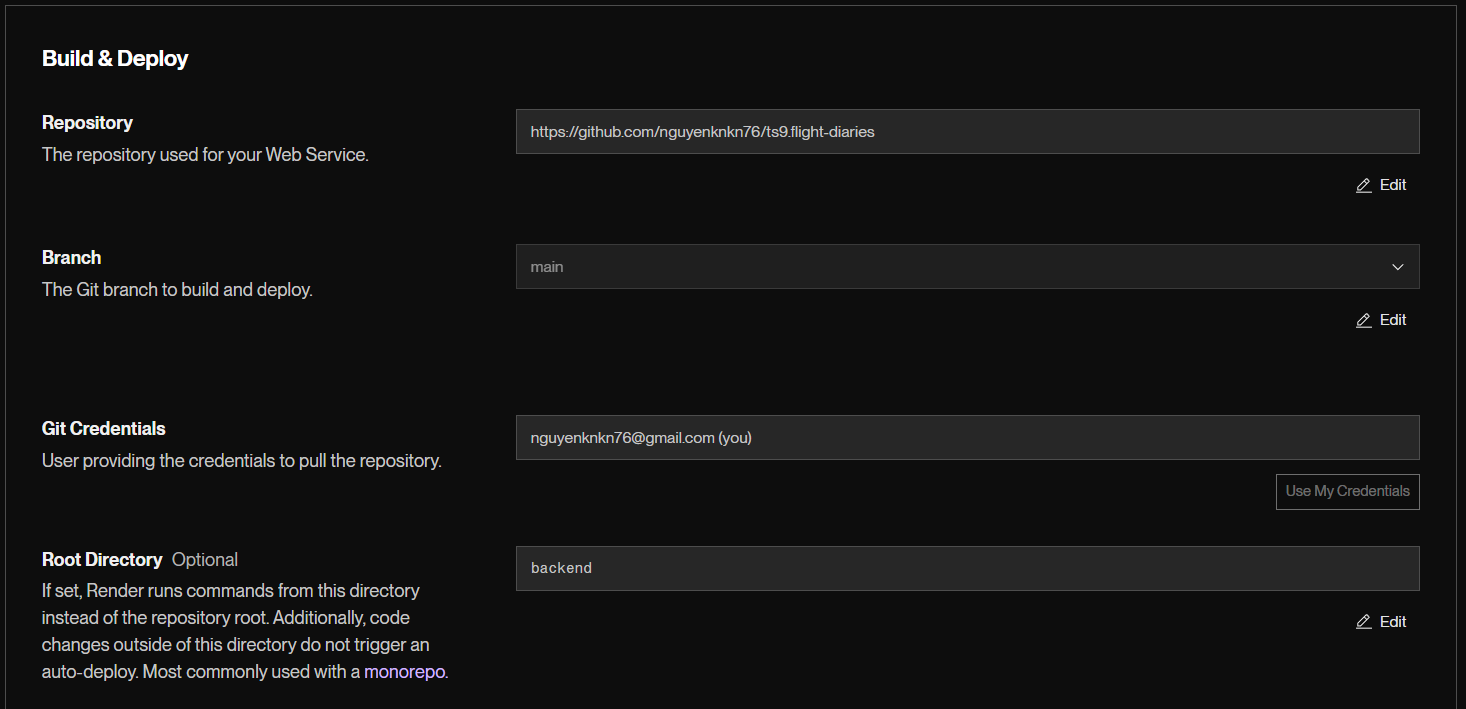 Build & Deploy
Repository
The repository used for your Web Service.
https://github.com/nguyenknkn76/ts9.flight-diaries
Edit
Branch
The Git branch to build and deploy.
main
Edit
Git Credentials
User providing the credentials to pull the repository.
nguyenknkn76@gmail.com (you)
Use My Credentials
Root Directory Optional
If set, Render runs commands from this directory
instead of the repository root. Additionally, code
changes outside of this directory do not trigger an
auto-deploy. Most commonly used with a monorepo.
backend
Edit